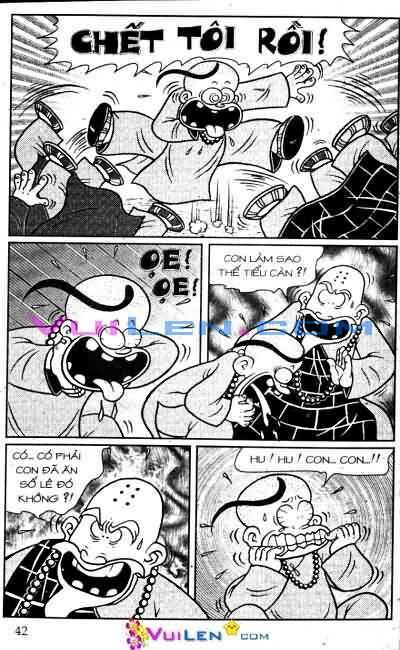 CHẾT TÔI RỒI!
ỌE!
ỌE!
CON LÀM SAO
THẾ TIỂU CẦN ?!
VuiLen.com
CÓ... CÓ PHẢI
CON ĐÃ ĂN
SỐ LÊ ĐÓ
KHÔNG ?!
HU ! HU ! CON... CON...!!
42
VuiLen.com